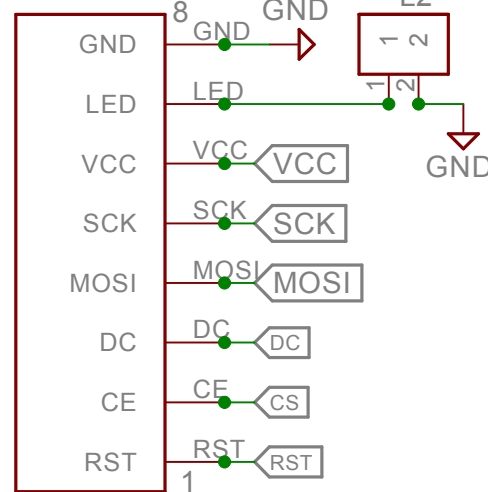 8 GND
GND GND
1 2
LED LED 1 2
GND
VCC VCC VCC
SCK SCK SCK
MOSI MOSI MOSI
DC DC DC
CE CE CS
RST RST RST
1